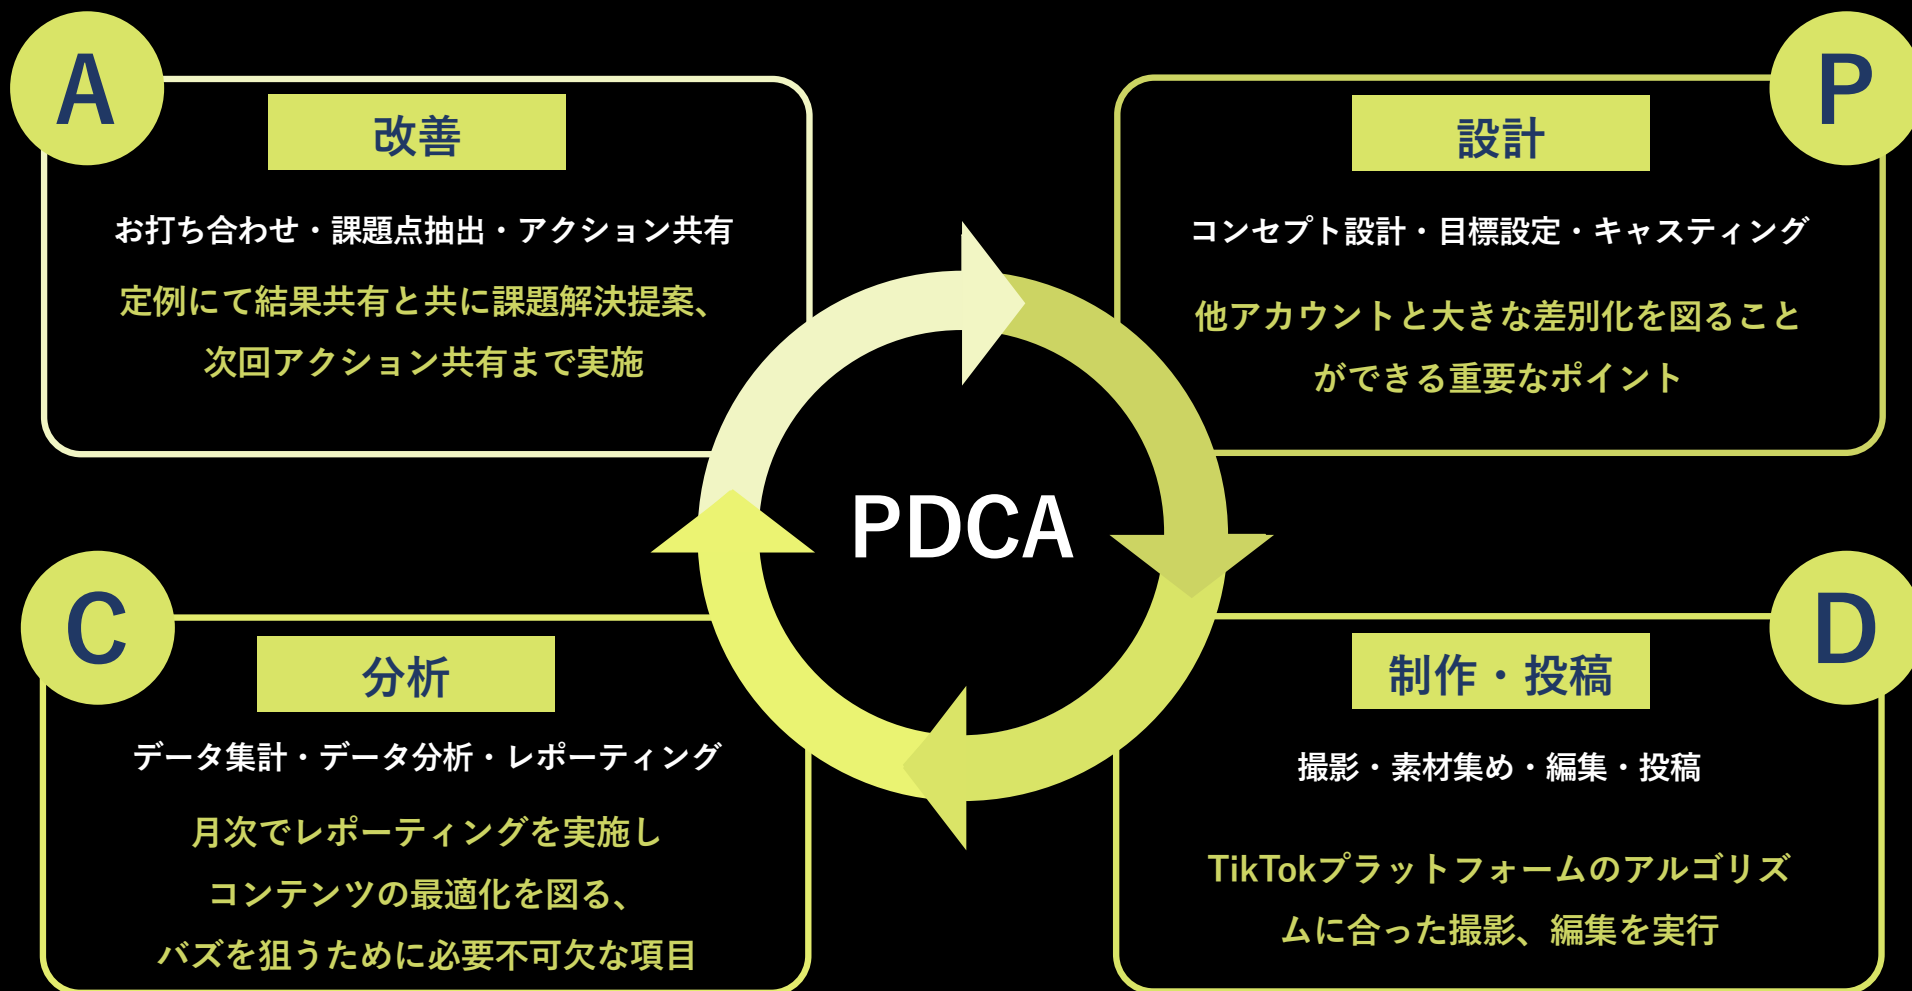 A
改善
お打ち合わせ・課題点抽出・アクション共有
定例にて結果共有と共に課題解決提案、
次回アクション共有まで実施
P
設計
コンセプト設計・目標設定・キャスティング
他アカウントと大きな差別化を図ること
ができる重要なポイント
PDCA
C
分析
データ集計・データ分析・レポーティング
月次でレポーティングを実施し
コンテンツの最適化を図る、
バズを狙うために必要不可欠な項目
D
制作・投稿
撮影・素材集め・編集・投稿
TikTokプラットフォームのアルゴリズ
ムに合った撮影、編集を実行